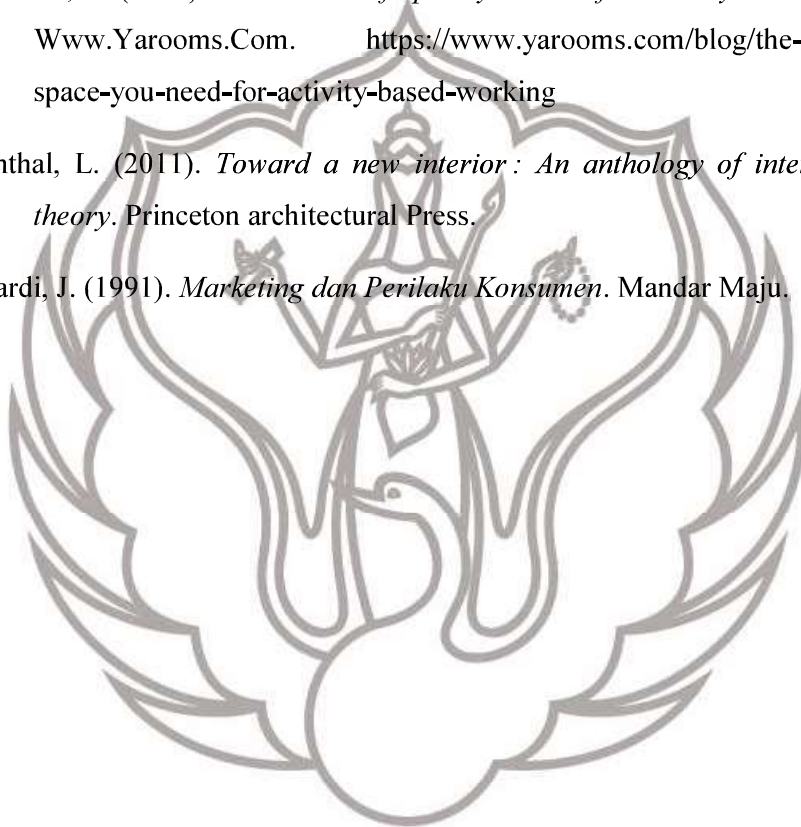 Www.Yarooms.Com. https://www.yarooms.com/blog/the-
space-you-need-for-activity-based-working
nthal, L. (2011). Toward a new interior : An anthology of inter
theory. Princeton architectural Press.
ardi, J. (1991). Marketing dan Perilaku Konsumen. Mandar Maju.